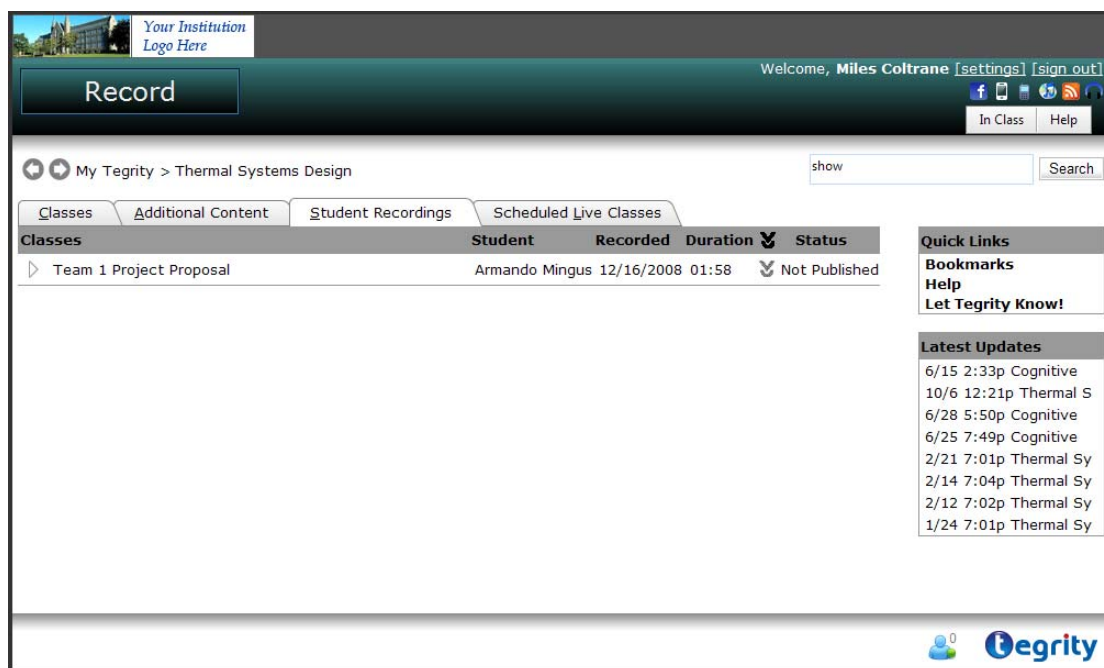 Your Institution
Logo Here
Welcome, Miles Coltrane [settings] [sign out]
Record
In Class Help
My Tegrity > Thermal Systems Design
show
Search
Classes Additional Content Student Recordings Scheduled Live Classes
Classes Student Recorded Duration Status
Team 1 Project Proposal Armando Mingus 12/16/2008 01:58 Not Published
Quick Links
Bookmarks
Help
Let Tegrity Know!
Latest Updates
6/15 2:33p Cognitive
10/6 12:21p Thermal S
6/28 5:50p Cognitive
6/25 7:49p Cognitive
2/21 7:01p Thermal Sy
2/14 7:04p Thermal Sy
2/12 7:02p Thermal Sy
1/24 7:01p Thermal Sy
0
tegrity